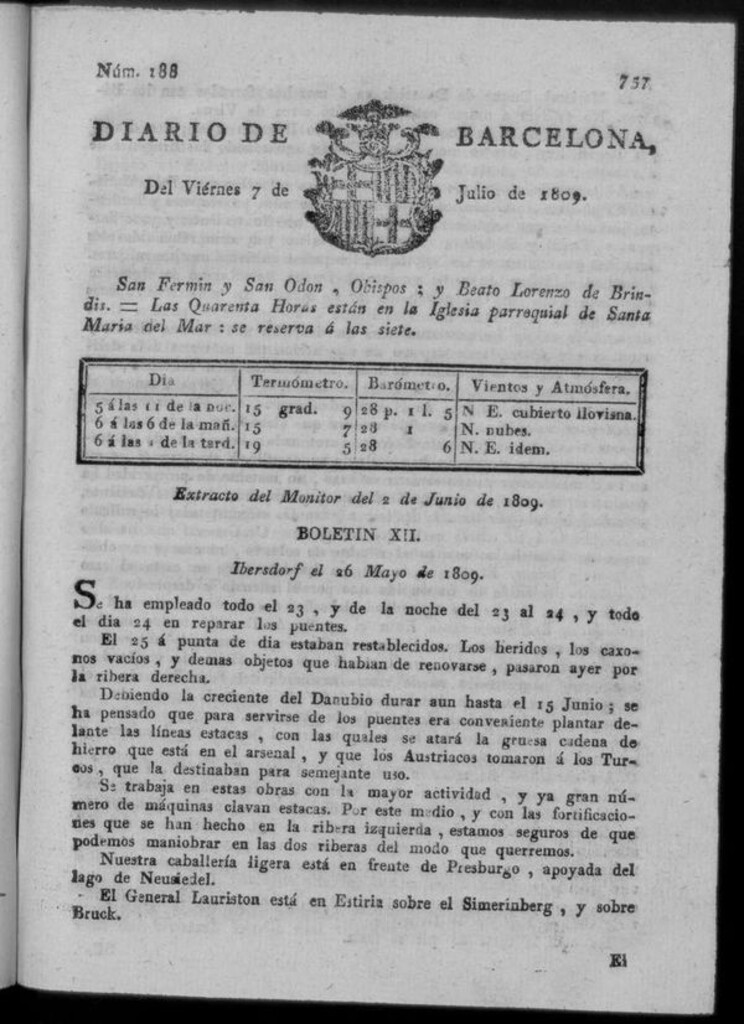 Núm. 188
757
DIARIO DE BARCELONA,
Del Viérnes 7 de Julio de 1809.
San Fermin y San Odon , Obispos ; y Beato Lorenzo de Brin-
dis. = Las Quarenta Horas están en la Iglesia parroquial de Santa
Maria del Mar : se reserva á las siete.
Dia Termómetro. Barómetro. Vientos y Atmósfera.
5 á las 11 de la noc. 15 grad. 9 28 p. 1 l. 5 N E. cubierto lloviana.
6 á las 6 de la mañ. 15 7 28 1 N. nubes.
6 á las de la tard. 19 5 28 6 N. E. idem.
Extracto del Monitor del 2 de Junio de 1809.
BOLETIN XII.
Ibersdorf el 26 Mayo de 1809.
Se ha empleado todo el 23 , y de la noche del 23 al 24 , y todo
el dia 24 en reparar los puentes.
El 25 á punta de dia estaban restablecidos. Los heridos , los caxo-
nos vacíos , y demas objetos que habian de renovarse , pasaron ayer por
la ribera derecha.
Debiendo la creciente del Danubio durar aun hasta el 15 Junio ; se
ha pensado que para servirse de los puentes era conveniente plantar de-
lante las líneas estacas , con las quales se atará la gruesa cadena de
hierro que está en el arsenal , y que los Austriacos tomaron á los Tur-
cos , que la destinaban para semejante uso.
Se trabaja en estas obras con la mayor actividad , y ya gran nú-
mero de máquinas clavan estacas. Por este medio , y con las fortificacio-
nes que se han hecho en la ribera izquierda , estamos seguros de que
podemos maniobrar en las dos riberas del modo que querremos.
Nuestra caballería ligera está en frente de Presburgo , apoyada del
lago de Neusiedel.
El General Lauriston está en Estiria sobre el Simerinberg , y sobre
Bruck.
El